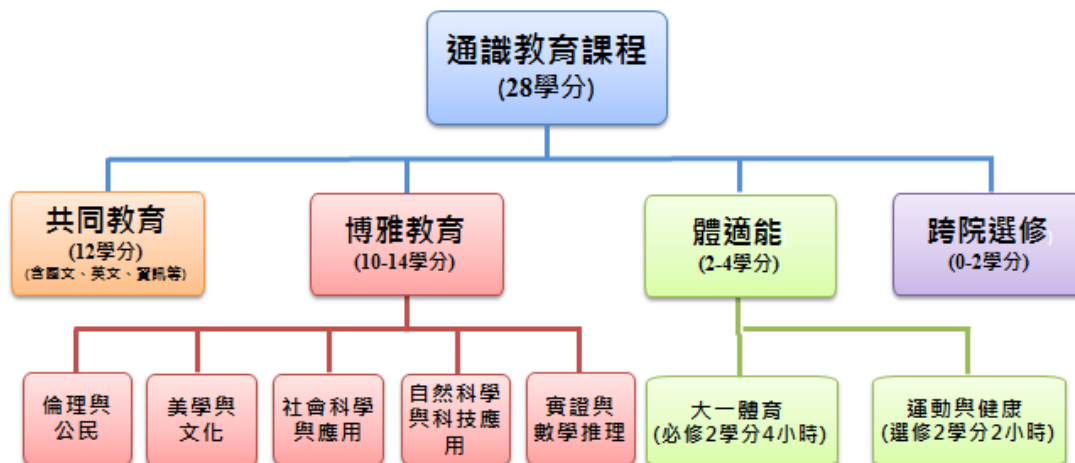 通識教育課程
(28學分)
共同教育
(12學分)
(含國文、英文、資訊等)
博雅教育
(10-14學分)
體適能
(2-4學分)
跨院選修
(0-2學分)
倫理與
公民
美學與
文化
社會科學
與應用
自然科學
與科技應
用
實證與
數學推理
大一體育
(必修2學分4小時)
運動與健康
(選修2學分2小時)